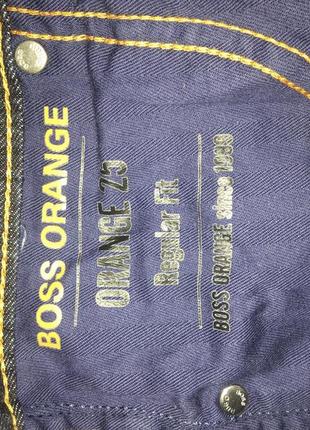 BOSS ORANGE
ORANGE 25
Regular Fit
BOSS ORANGE since 1999